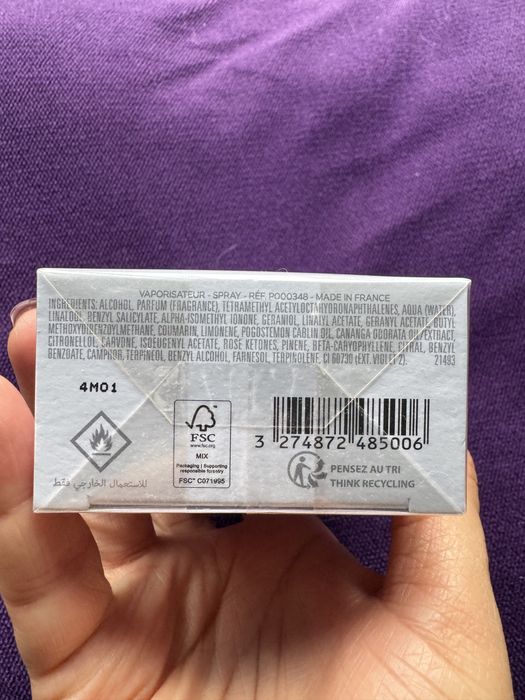 VAPORISATEUR - SPRAY - RÉF P000348 - MADE IN FRANCE
INGREDIENTS: ALCOHOL, PARFUM (FRAGRANCE), TETRAMETHYL ACETYLOCTAHYDRONAPHTHALENES, AQUA (WATER),
LINALOOL, BENZYL SALICYLATE, ALPHA-ISOMETHYL IONONE, GERANIOL, LINALYL ACETATE, GERANYL ACETATE, BUTYL
METHOXYDIBENZOYLMETHANE, COUMARIN, LIMONENE, POGOSTEMON CABLIN OIL, CANANGA ODORATA OIL/EXTRACT,
CITRONELLOL, CARVONE, ISOEUGENYL ACETATE, ROSE KETONES, PINENE, BETA-CARYOPHYLLENE, CITRAL, BENZYL
BENZOATE, CAMPHOR, TERPINEOL, BENZYL ALCOHOL, FARNESOL, TERPINOLENE, CI 60730 (EXT. VIOLET 2). 21493
4M01
للاستعمال الخارجي فقط
FSC
www.fsc.org
MIX
Packaging | Supporting
responsible forestry
FSC® C071995
3 274872 485006
PENSEZ AU TRI
THINK RECYCLING